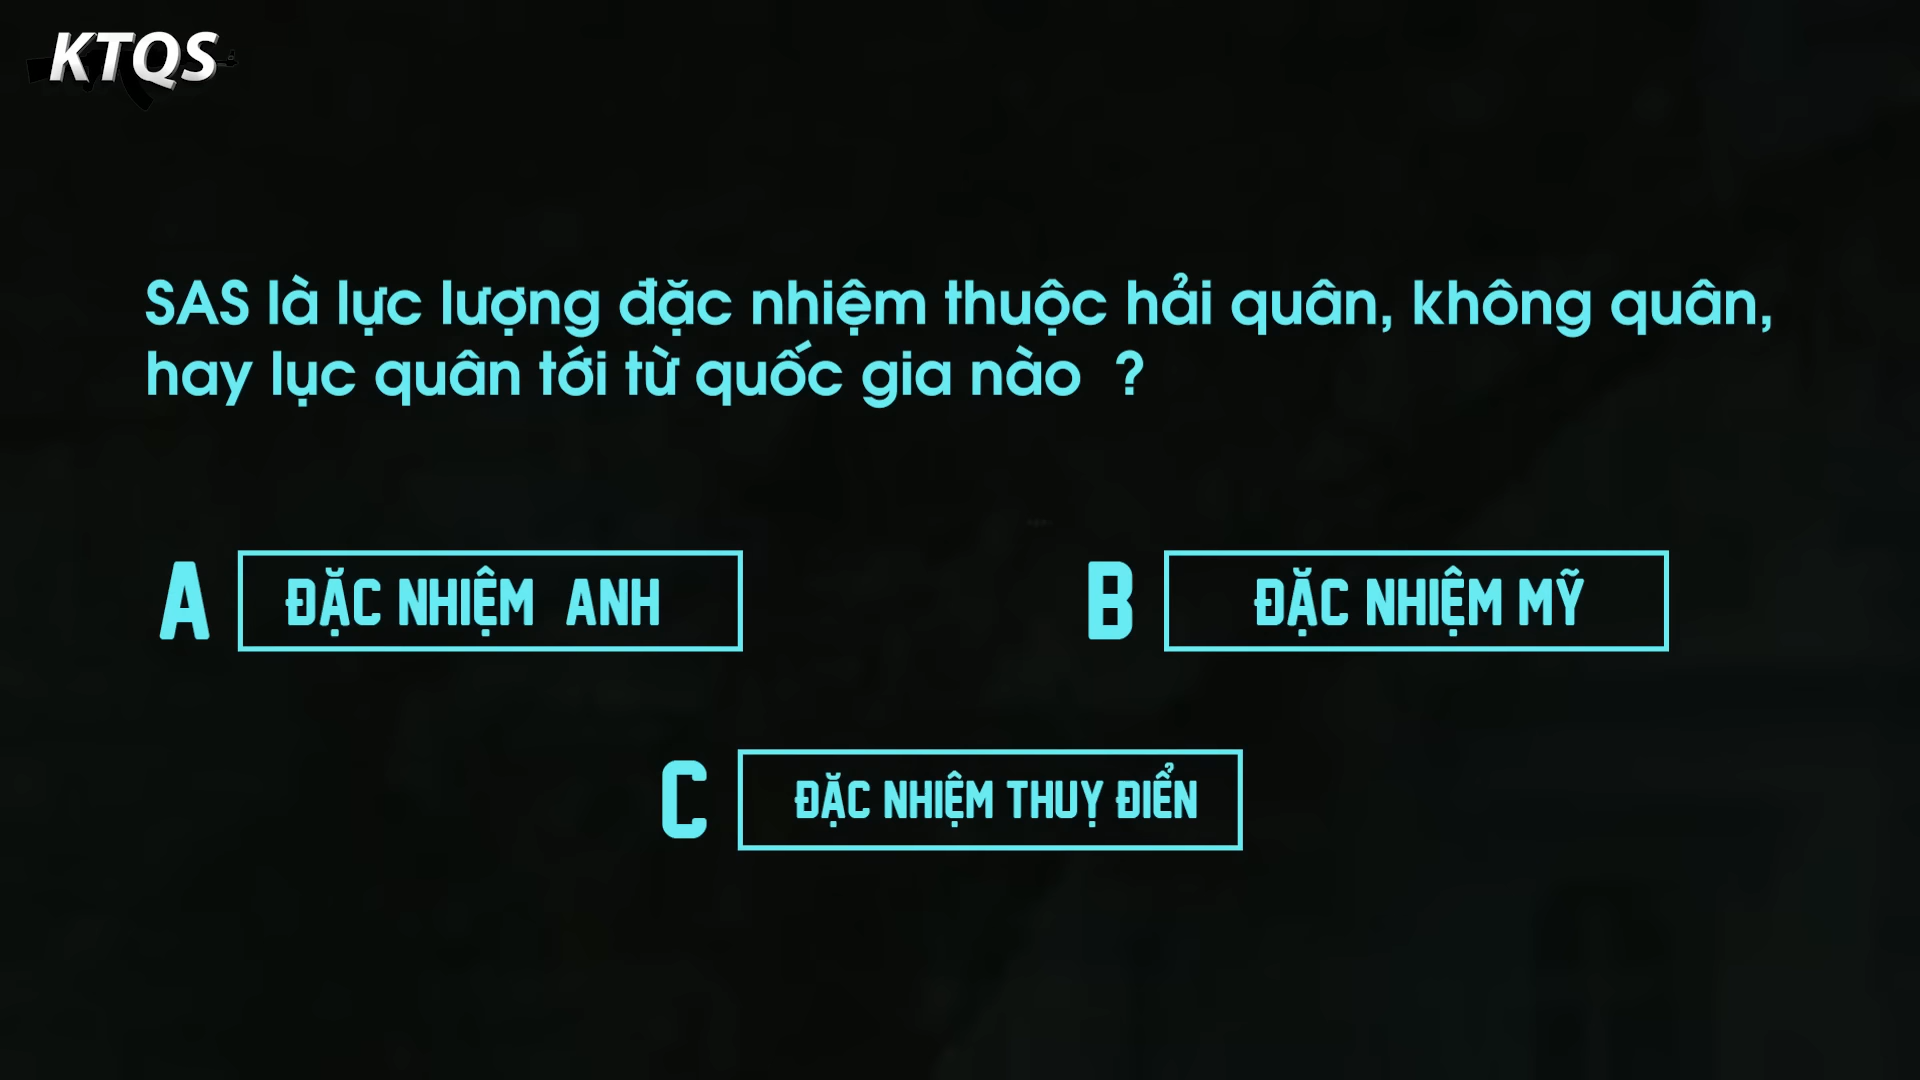 KTQS
SAS là lực lượng đặc nhiệm thuộc hải quân, không quân,
hay lục quân tới từ quốc gia nào ?
A ĐẶC NHIỆM ANH
B ĐẶC NHIỆM MỸ
C ĐẶC NHIỆM THUỴ ĐIỂN